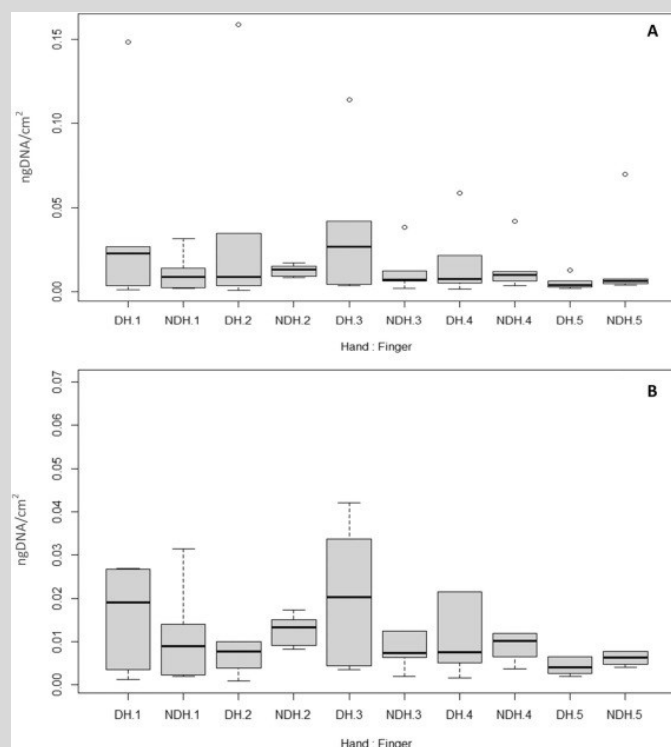 A
ngDNA/cm²
0.15
0.10
0.05
0.00
DH.1 NDH.1 DH.2 NDH.2 DH.3 NDH.3 DH.4 NDH.4 DH.5 NDH.5
Hand : Finger
B
ngDNA/cm²
0.07
0.06
0.05
0.04
0.03
0.02
0.01
0.00
DH.1 NDH.1 DH.2 NDH.2 DH.3 NDH.3 DH.4 NDH.4 DH.5 NDH.5
Hand : Finger